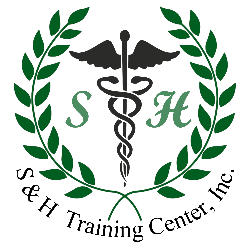 S H
S & H Training Center, Inc.